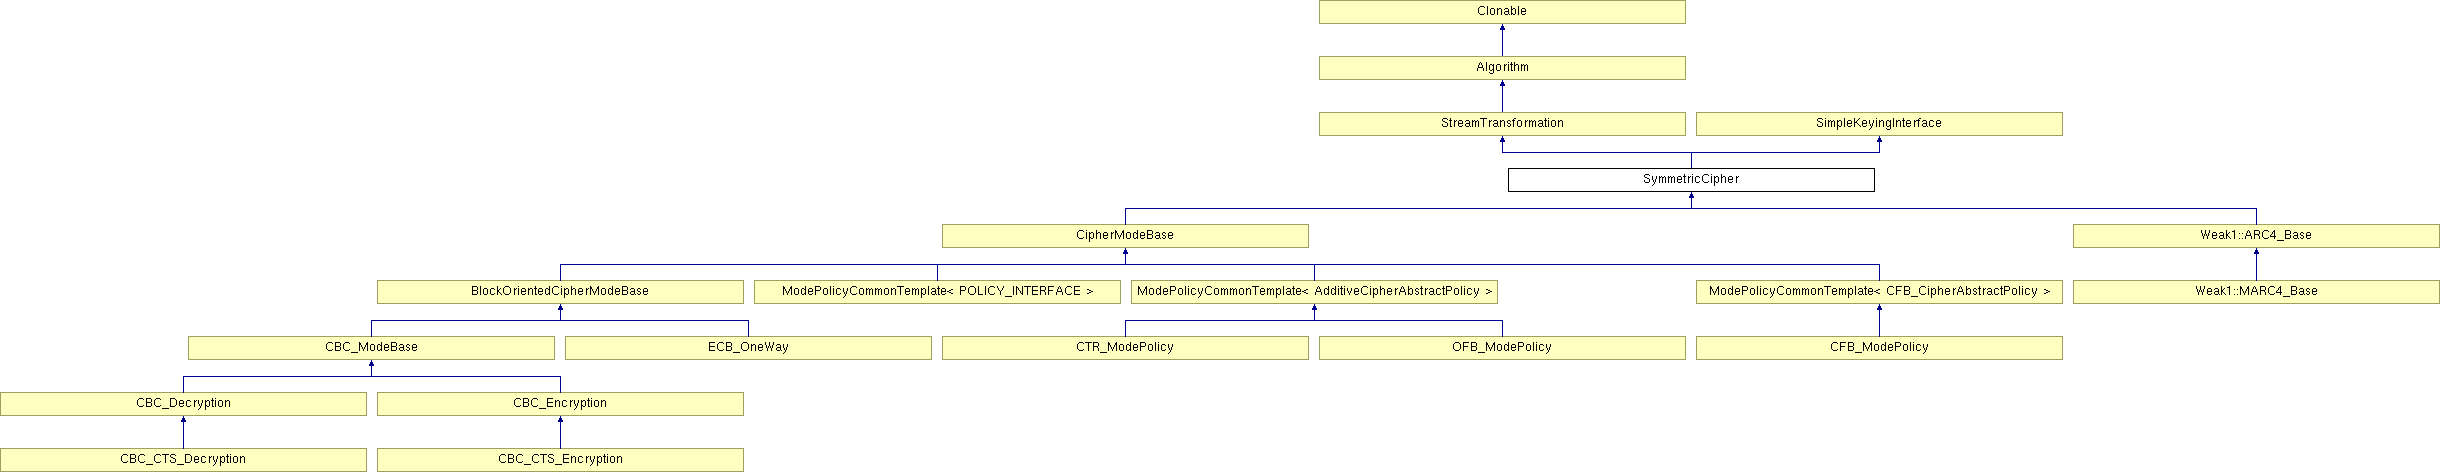 Clonable
Algorithm
StreamTransformation
SimpleKeyingInterface
SymmetricCipher
CipherModeBase
Weak1::ARC4_Base
BlockOrientedCipherModeBase
ModePolicyCommonTemplate< POLICY_INTERFACE >
ModePolicyCommonTemplate< AdditiveCipherAbstractPolicy >
ModePolicyCommonTemplate< CFB_CipherAbstractPolicy >
Weak1::MARC4_Base
CBC_ModeBase
ECB_OneWay
CTR_ModePolicy
OFB_ModePolicy
CFB_ModePolicy
CBC_Decryption
CBC_Encryption
CBC_CTS_Decryption
CBC_CTS_Encryption